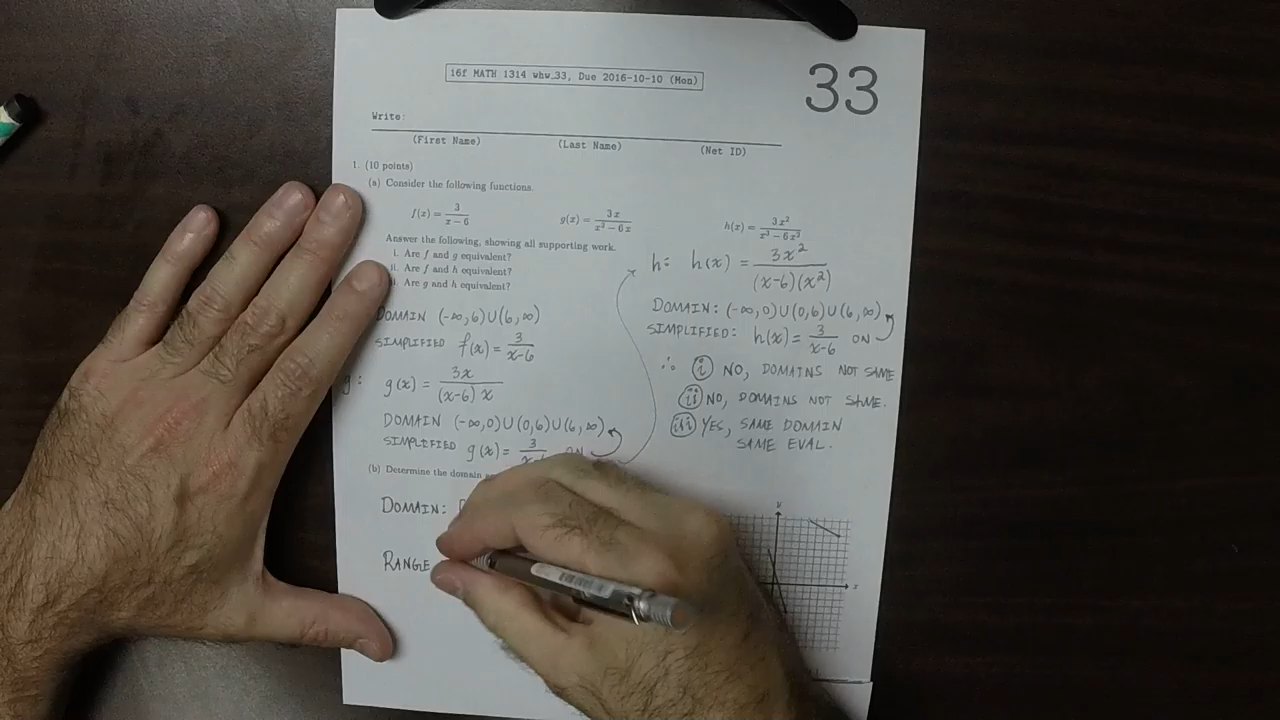 16f MATH 1314 whw_33, Due 2016-10-10 (Mon)
33
Write:
(First Name) (Last Name) (Net ID)
1. (10 points)
(a) Consider the following functions.
f(x) = 3/(x − 6) g(x) = 3x/(x² − 6x) h(x) = 3x²/(x³ − 6x²)
Answer the following, showing all supporting work.
i. Are f and g equivalent?
ii. Are f and h equivalent?
Are g and h equivalent?
DOMAIN (-∞,6)∪(6,∞)
SIMPLIFIED f(x) = 3/(x-6)
g: g(x) = 3x/((x-6) x)
DOMAIN (-∞,0)∪(0,6)∪(6,∞)
SIMPLIFIED g(x) = 3/ ON
h: h(x) = 3x²/((x-6)(x²))
DOMAIN: (-∞,0)∪(0,6)∪(6,∞)
SIMPLIFIED: h(x) = 3/(x-6) ON
∴ (i) NO, DOMAINS NOT SAME
(ii) NO, DOMAINS NOT SAME.
(iii) YES, SAME DOMAIN
SAME EVAL.
(b) Determine the domain
DOMAIN: [
RANGE
y
x